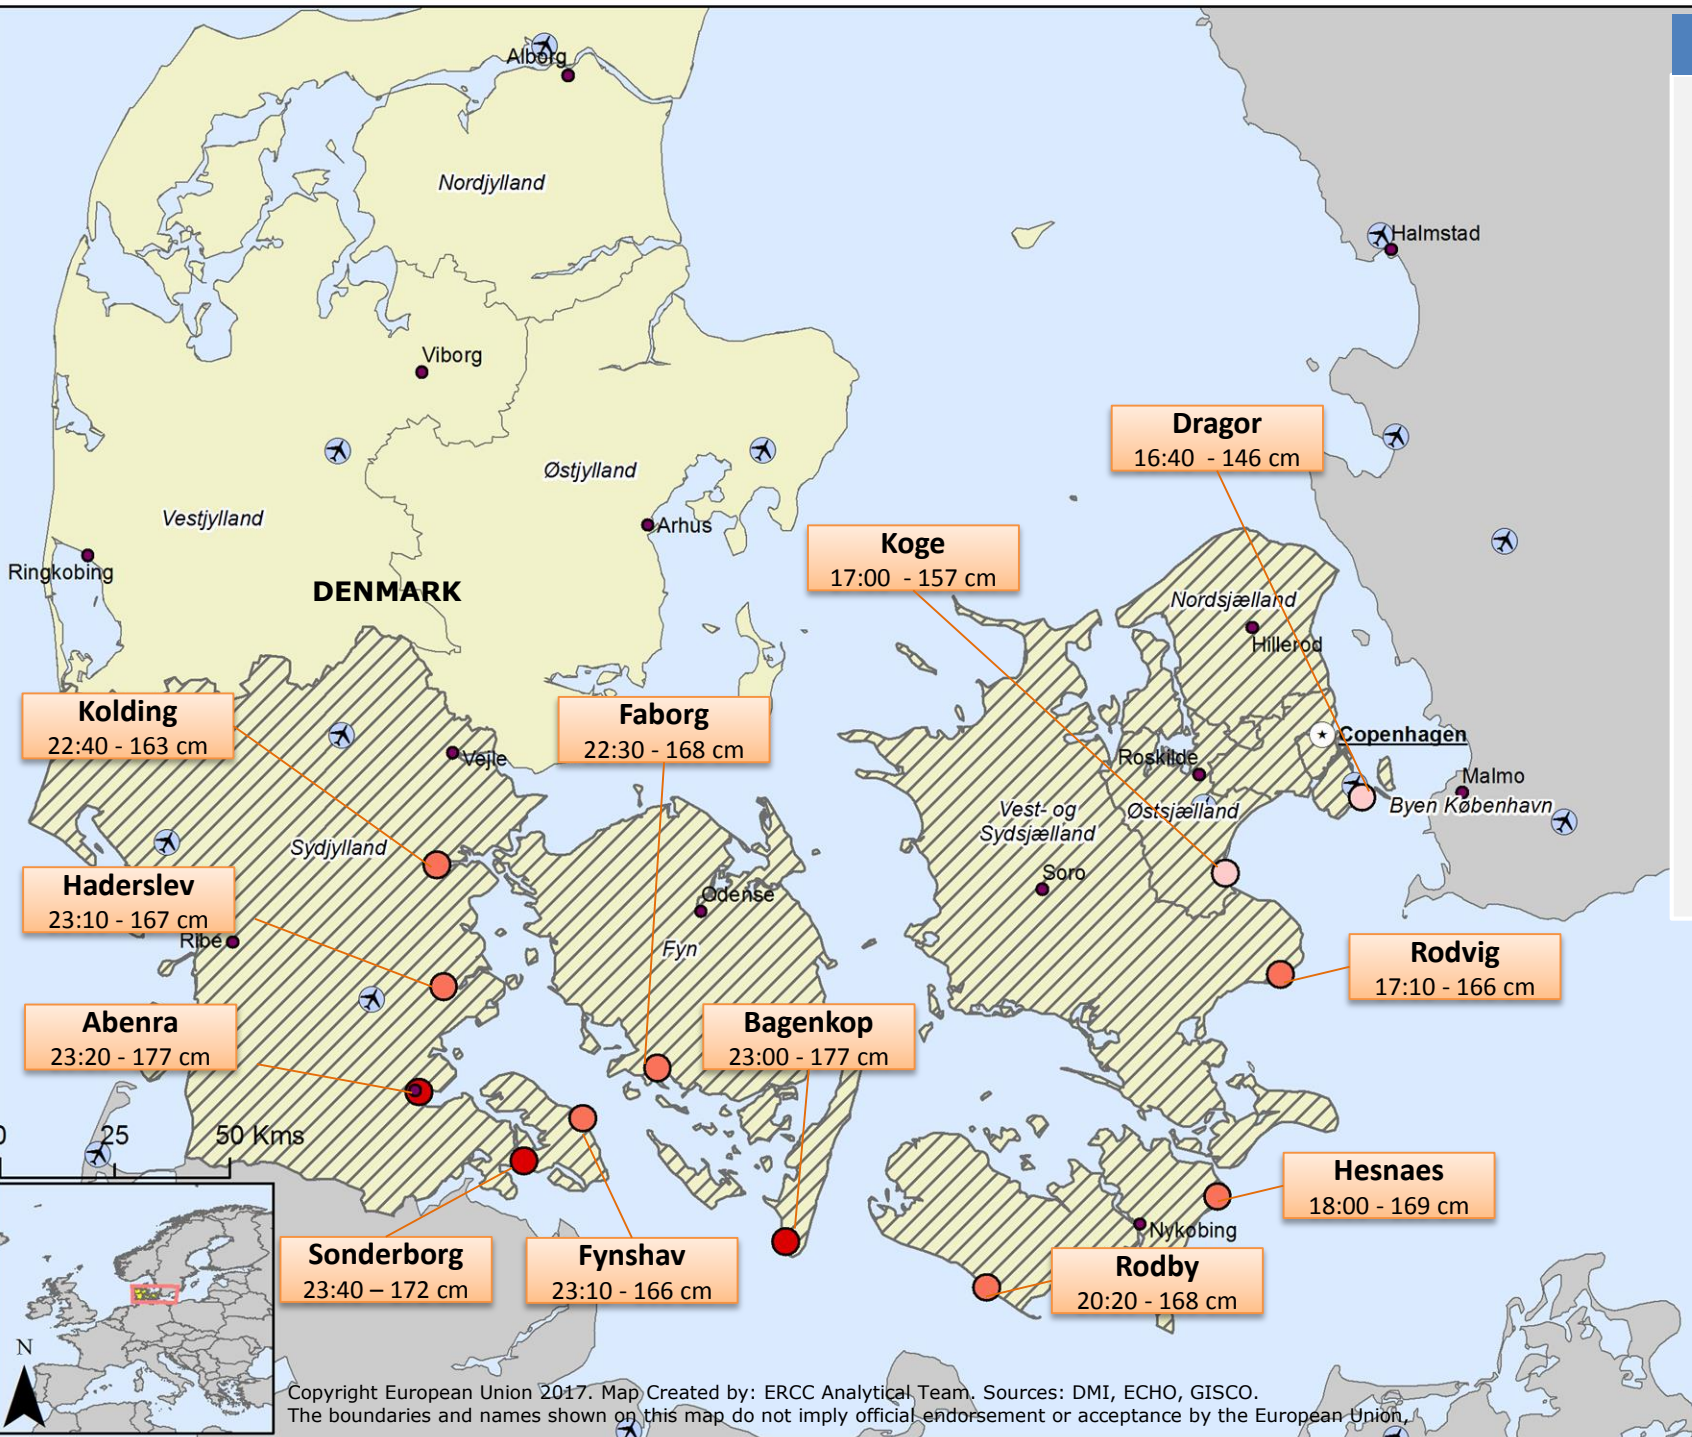 Alborg
Nordjylland
Halmstad
Viborg
Dragor
16:40 - 146 cm
Østjylland
Vestjylland
Arhus
Koge
17:00 - 157 cm
Ringkobing
DENMARK
Nordsjælland
Hillerod
Kolding
22:40 - 163 cm
Faborg
22:30 - 168 cm
Copenhagen
Vejle
Roskilde
Malmo
Byen København
Vest- og
Sydsjælland
Østsjælland
Sydjylland
Haderslev
23:10 - 167 cm
Soro
Odense
Ribe
Fyn
Rodvig
17:10 - 166 cm
Abenra
23:20 - 177 cm
Bagenkop
23:00 - 177 cm
0 25 50 Kms
Hesnaes
18:00 - 169 cm
Nykobing
Sonderborg
23:40 – 172 cm
Fynshav
23:10 - 166 cm
Rodby
20:20 - 168 cm
N
Copyright European Union 2017. Map Created by: ERCC Analytical Team. Sources: DMI, ECHO, GISCO.
The boundaries and names shown on this map do not imply official endorsement or acceptance by the European Union,